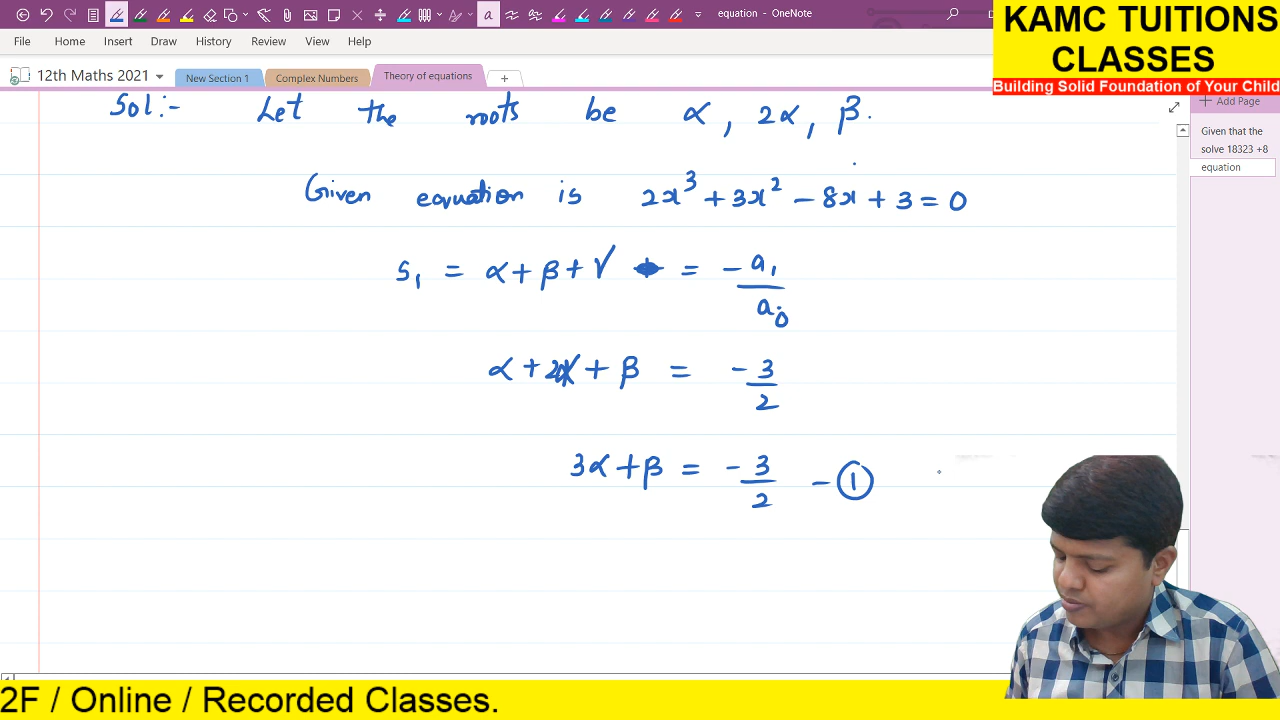 equation - OneNote
File Home Insert Draw History Review View Help
12th Maths 2021 New Section 1 Complex Numbers Theory of equations
KAMC TUITIONS
CLASSES
Building Solid Foundation of Your Child
Add Page
Given that the
solve 18323 +8
equation
Sol:- Let the roots be α, 2α, β.
Given equation is 2x³ + 3x² - 8x + 3 = 0
S₁ = α + β + γ = -a₁/a₀
α + 2α + β = -3/2
3α + β = -3/2 - ①
2F / Online / Recorded Classes.